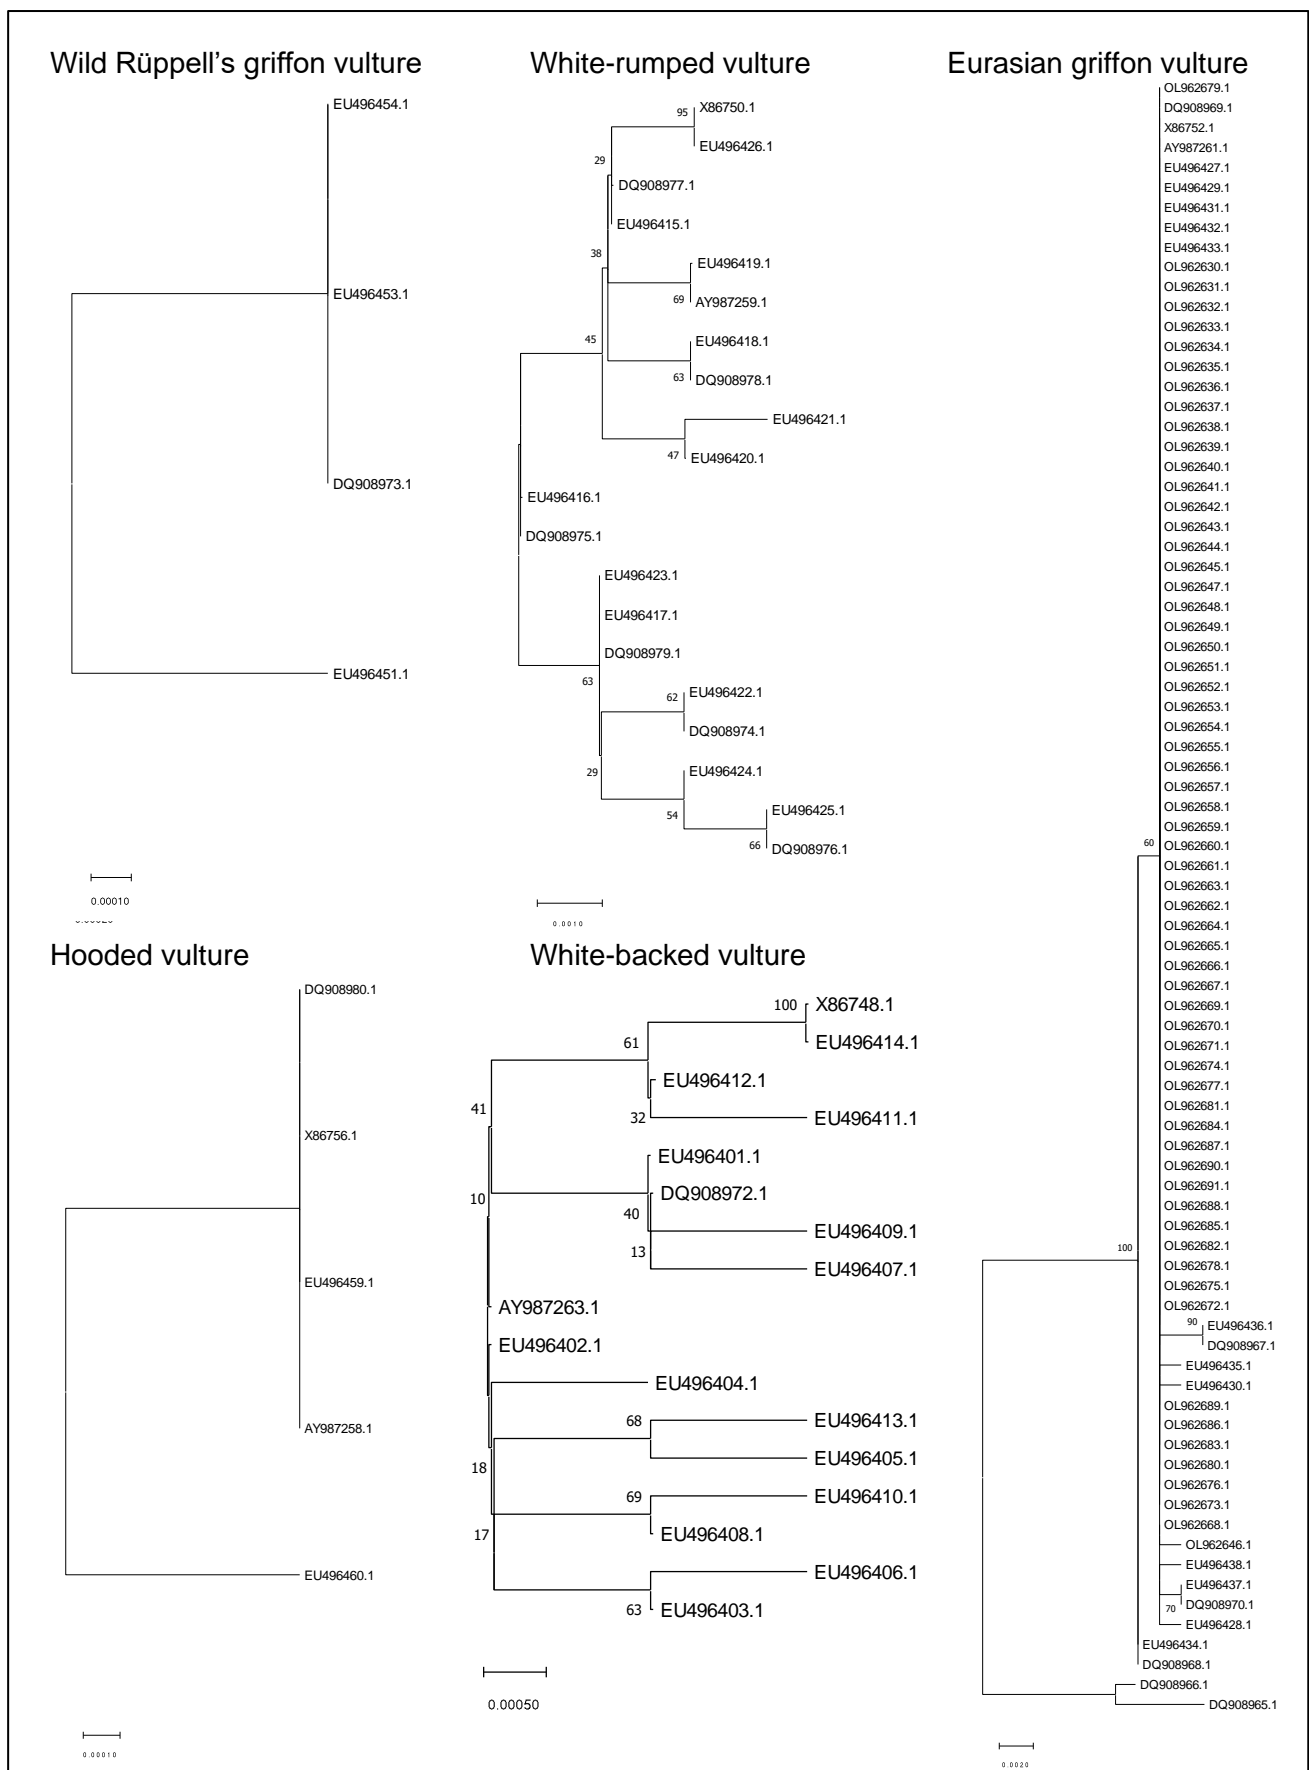 Wild Rüppell's griffon vulture
EU496454.1
EU496453.1
DQ908973.1
EU496451.1
0.00010
White-rumped vulture
95
X86750.1
EU496426.1
29
DQ908977.1
EU496415.1
38
EU496419.1
69
AY987259.1
45
EU496418.1
63
DQ908978.1
EU496421.1
47
EU496420.1
EU496416.1
DQ908975.1
EU496423.1
EU496417.1
DQ908979.1
63
62
EU496422.1
DQ908974.1
29
EU496424.1
54
EU496425.1
66
DQ908976.1
0.0010
Hooded vulture
DQ908980.1
X86756.1
EU496459.1
AY987258.1
EU496460.1
0.00010
White-backed vulture
100
X86748.1
EU496414.1
61
EU496412.1
32
EU496411.1
41
EU496401.1
DQ908972.1
10
40
EU496409.1
13
EU496407.1
AY987263.1
EU496402.1
EU496404.1
68
EU496413.1
EU496405.1
18
69
EU496410.1
EU496408.1
17
EU496406.1
63
EU496403.1
0.00050
Eurasian griffon vulture
OL962679.1
DQ908969.1
X86752.1
AY987261.1
EU496427.1
EU496429.1
EU496431.1
EU496432.1
EU496433.1
OL962630.1
OL962631.1
OL962632.1
OL962633.1
OL962634.1
OL962635.1
OL962636.1
OL962637.1
OL962638.1
OL962639.1
OL962640.1
OL962641.1
OL962642.1
OL962643.1
OL962644.1
OL962645.1
OL962647.1
OL962648.1
OL962649.1
OL962650.1
OL962651.1
OL962652.1
OL962653.1
OL962654.1
OL962655.1
OL962656.1
OL962657.1
OL962658.1
OL962659.1
60
OL962660.1
OL962661.1
OL962663.1
OL962662.1
OL962664.1
OL962665.1
OL962666.1
OL962667.1
OL962669.1
OL962670.1
OL962671.1
OL962674.1
OL962677.1
OL962681.1
OL962684.1
OL962687.1
OL962690.1
OL962691.1
OL962688.1
OL962685.1
100
OL962682.1
OL962678.1
OL962675.1
OL962672.1
90
EU496436.1
DQ908967.1
EU496435.1
EU496430.1
OL962689.1
OL962686.1
OL962683.1
OL962680.1
OL962676.1
OL962673.1
OL962668.1
OL962646.1
EU496438.1
EU496437.1
70
DQ908970.1
EU496428.1
EU496434.1
DQ908968.1
DQ908966.1
DQ908965.1
0.0020